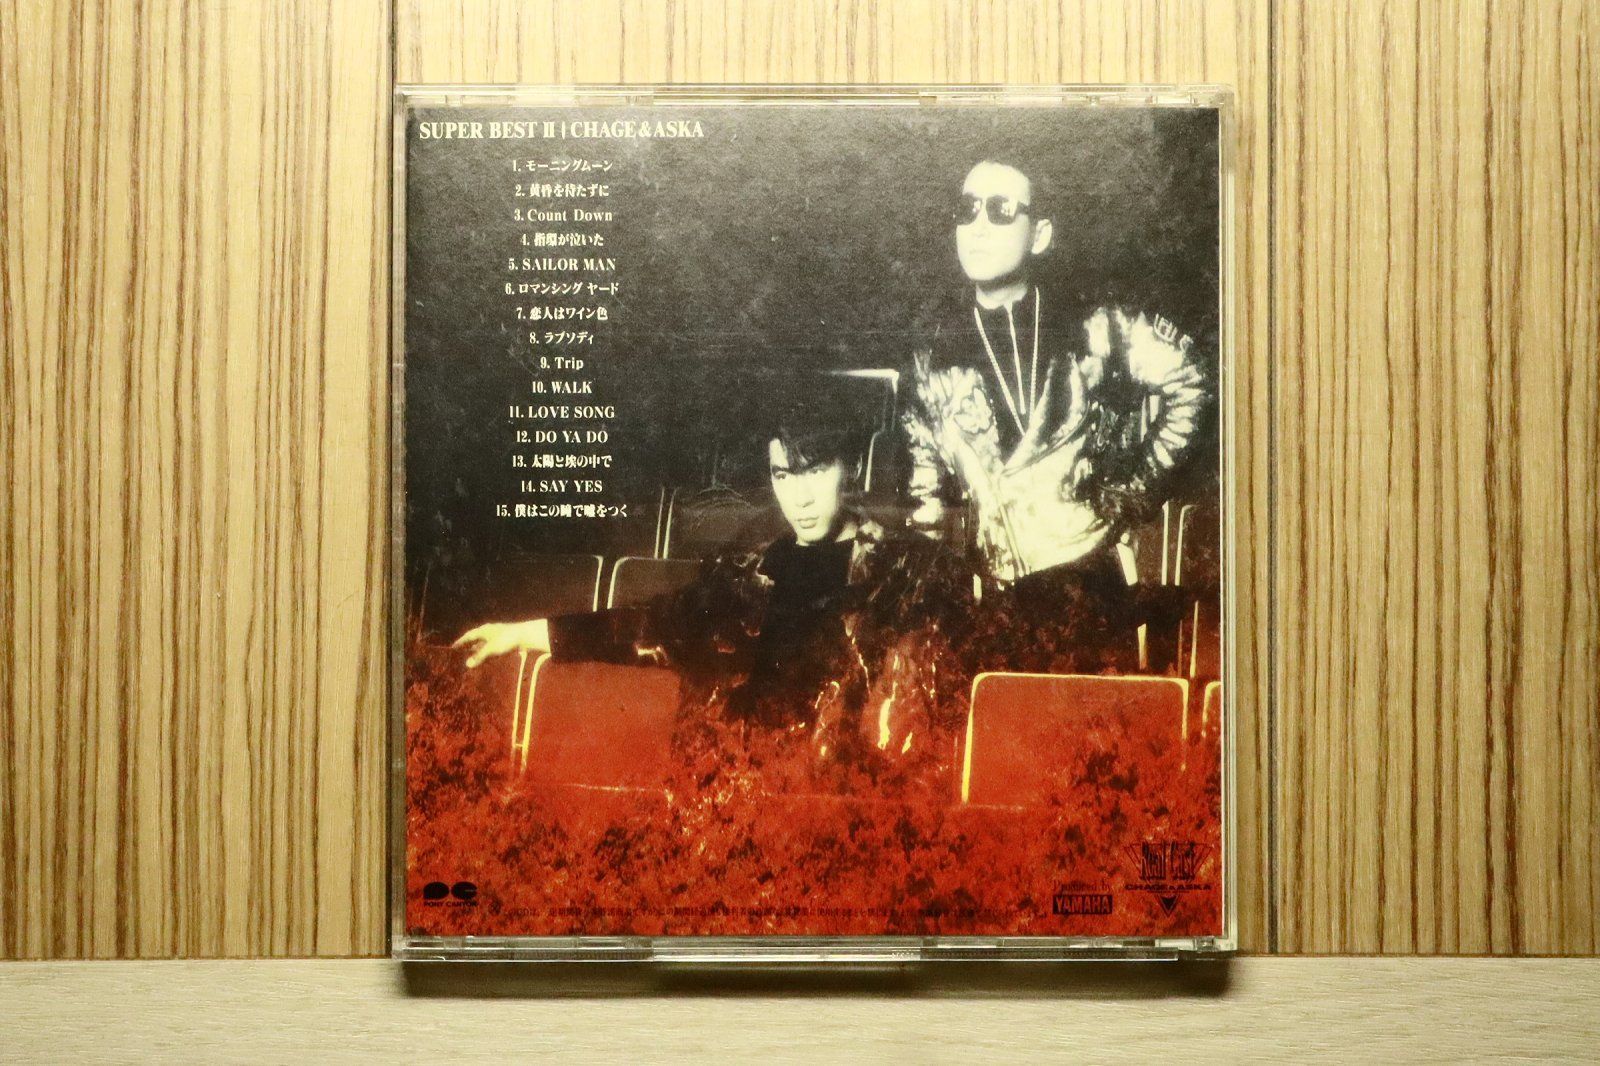 SUPER BEST II | CHAGE&ASKA
1. モーニングムーン
2. 黄昏を待たずに
3. Count Down
4. 指環が泣いた
5. SAILOR MAN
6. ロマンシング ヤード
7. 恋人はワイン色
8. ラプソディ
9. Trip
10. WALK
11. LOVE SONG
12. DO YA DO
13. 太陽と埃の中で
14. SAY YES
15. 僕はこの瞳で嘘をつく
Real Cast
CHAGE&ASKA
Produced by
YAMAHA
PONY CANYON